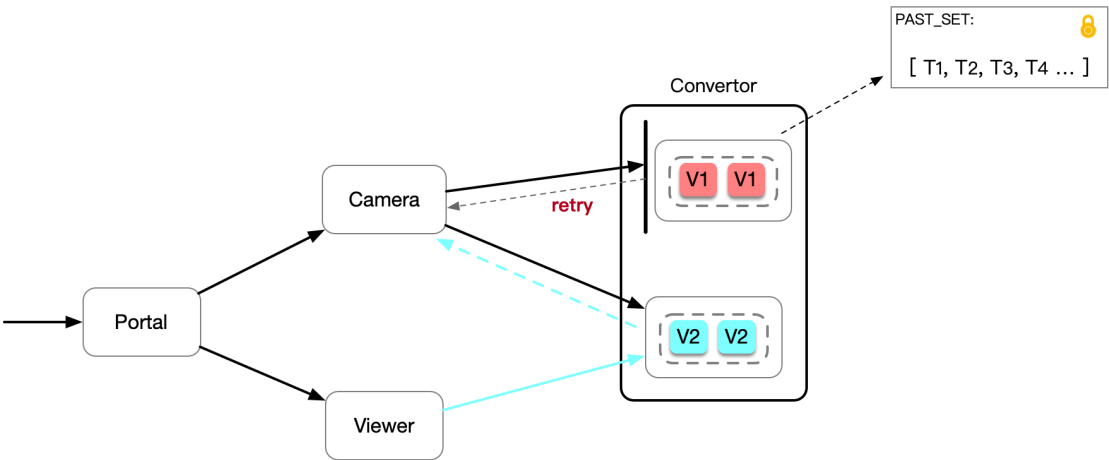 PAST_SET:
[ T1, T2, T3, T4 ... ]
Convertor
V1 V1
Camera
retry
Portal
V2 V2
Viewer